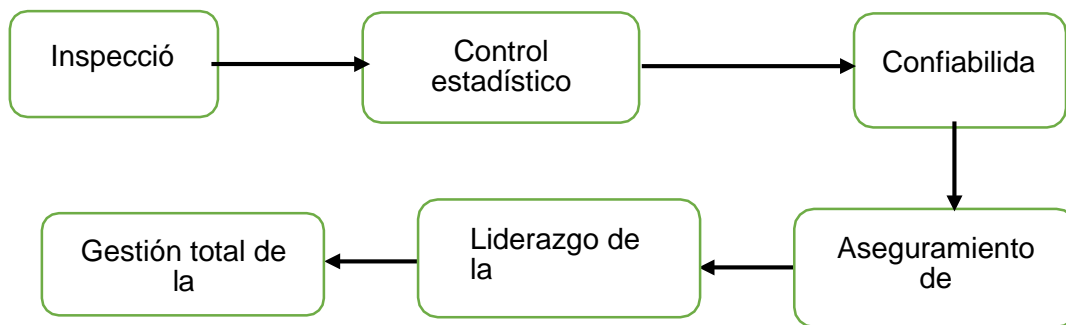 Inspecció
Control
estadístico
Confiabilida
Aseguramiento
de
Liderazgo de
la
Gestión total de
la